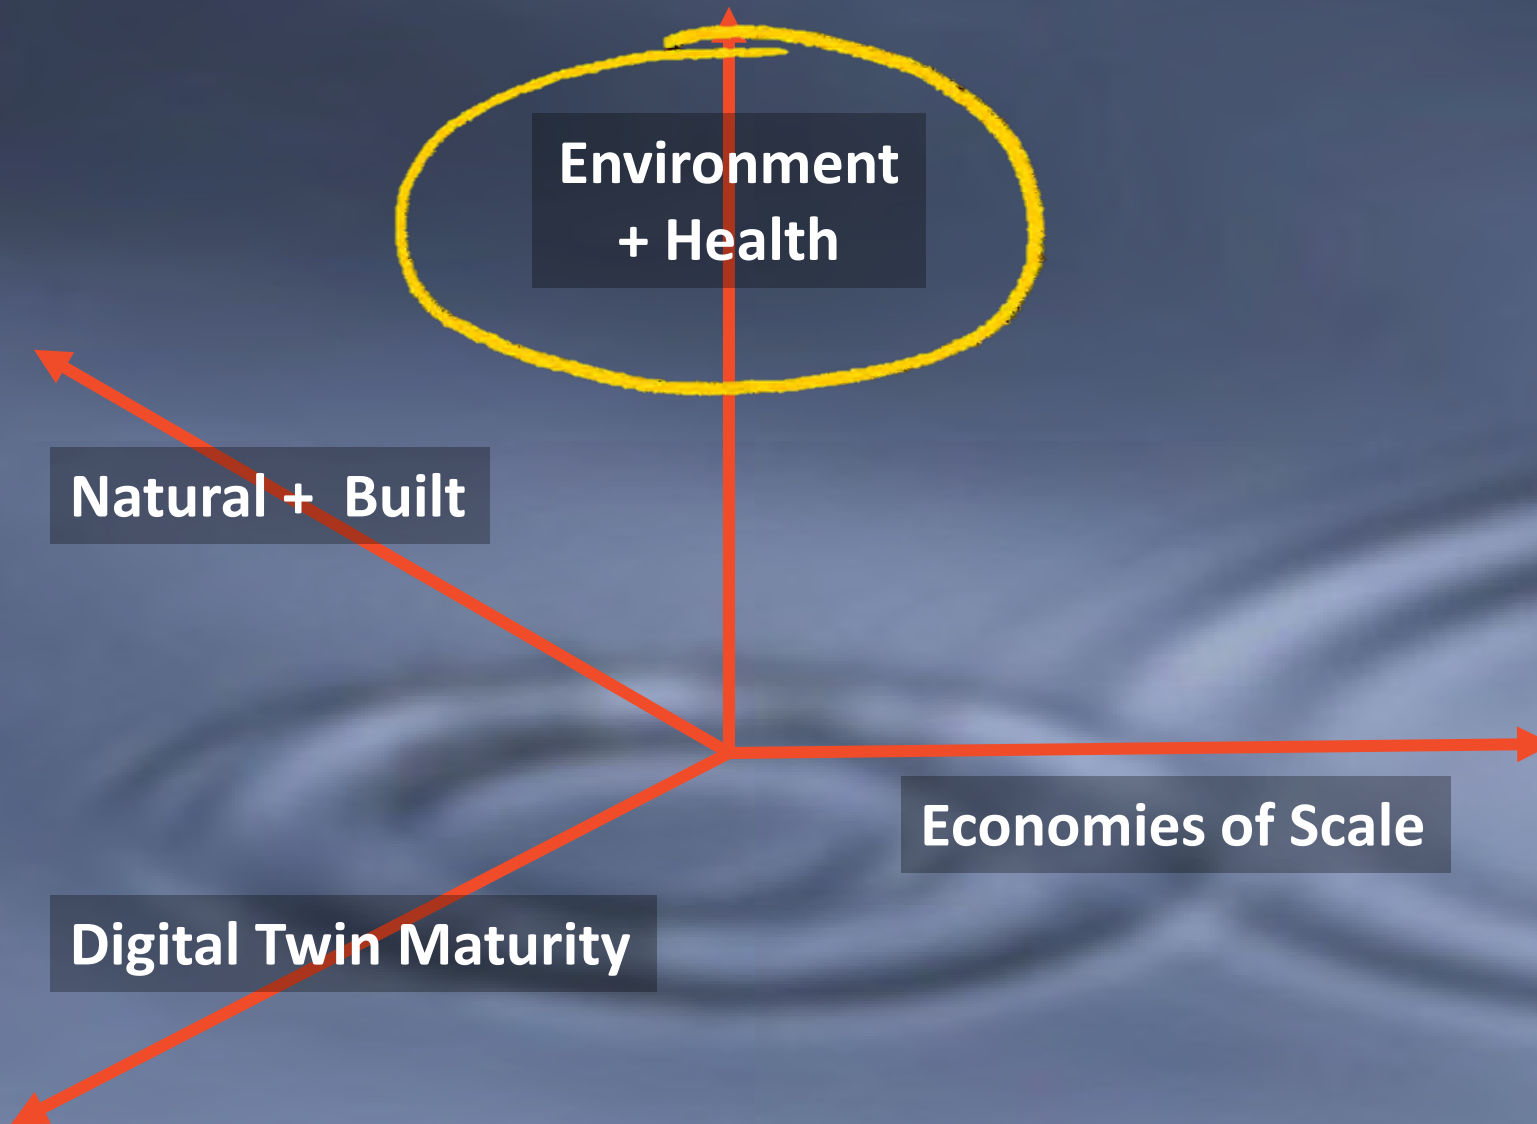 Environment
+ Health
Natural +  Built
Economies of Scale
Digital Twin Maturity